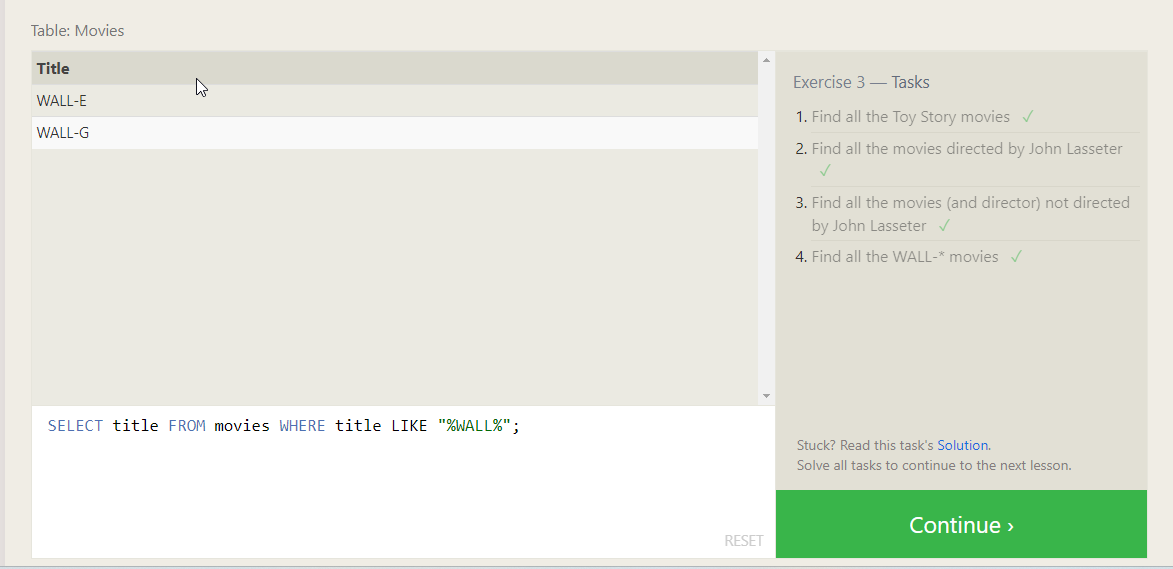 Table: Movies
Title
WALL-E
WALL-G
SELECT title FROM movies WHERE title LIKE "%WALL%";
RESET
Exercise 3 — Tasks
1. Find all the Toy Story movies ✓
2. Find all the movies directed by John Lasseter
✓
3. Find all the movies (and director) not directed
by John Lasseter ✓
4. Find all the WALL-* movies ✓
Stuck? Read this task's Solution.
Solve all tasks to continue to the next lesson.
Continue ›